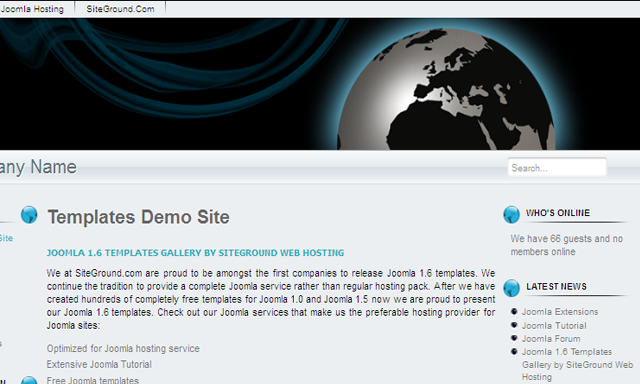 Joomla Hosting SiteGround.Com
any Name
Search...
Templates Demo Site
JOOMLA 1.6 TEMPLATES GALLERY BY SITEGROUND WEB HOSTING
We at SiteGround.com are proud to be amongst the first companies to release Joomla 1.6 templates. We
continue the tradition to provide a complete Joomla service rather than regular hosting pack. After we have
created hundreds of completely free templates for Joomla 1.0 and Joomla 1.5 now we are proud to present
our Joomla 1.6 templates. Check out our Joomla services that make us the preferable hosting provider for
Joomla sites:
Optimized for Joomla hosting service
Extensive Joomla Tutorial
Free Joomla templates
Site
s
N
WHO'S ONLINE
We have 66 guests and no
members online
LATEST NEWS
Joomla Extensions
Joomla Tutorial
Joomla Forum
Joomla 1.6 Templates
Gallery by SiteGround Web
Hosting